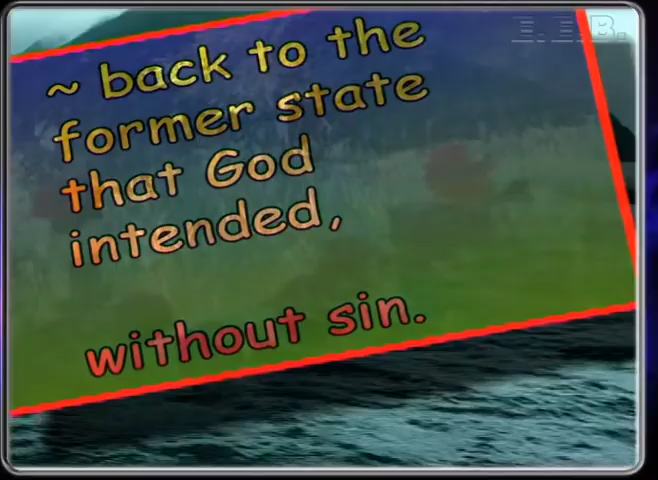 E.E.B.
~ back to the
former state
that God
intended,
without sin.